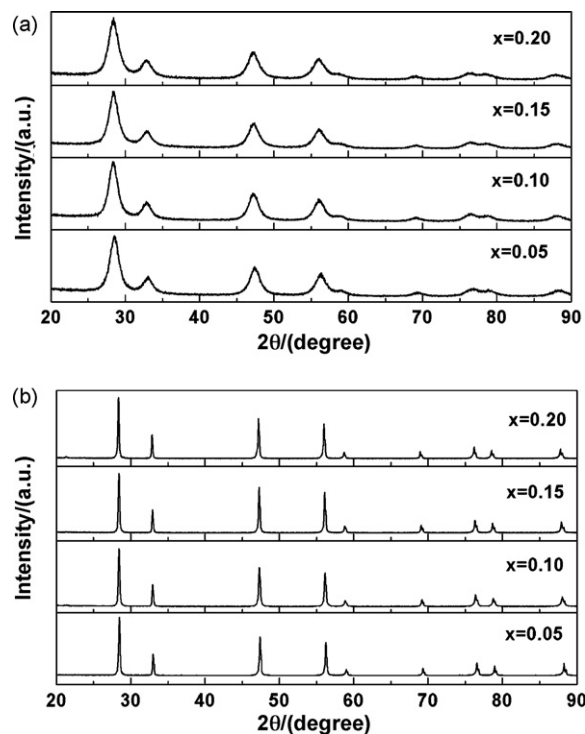 (a)
x=0.20
x=0.15
x=0.10
x=0.05
Intensity/(a.u.)
20 30 40 50 60 70 80 90
2θ/(degree)
(b)
x=0.20
x=0.15
x=0.10
x=0.05
Intensity/(a.u.)
20 30 40 50 60 70 80 90
2θ/(degree)